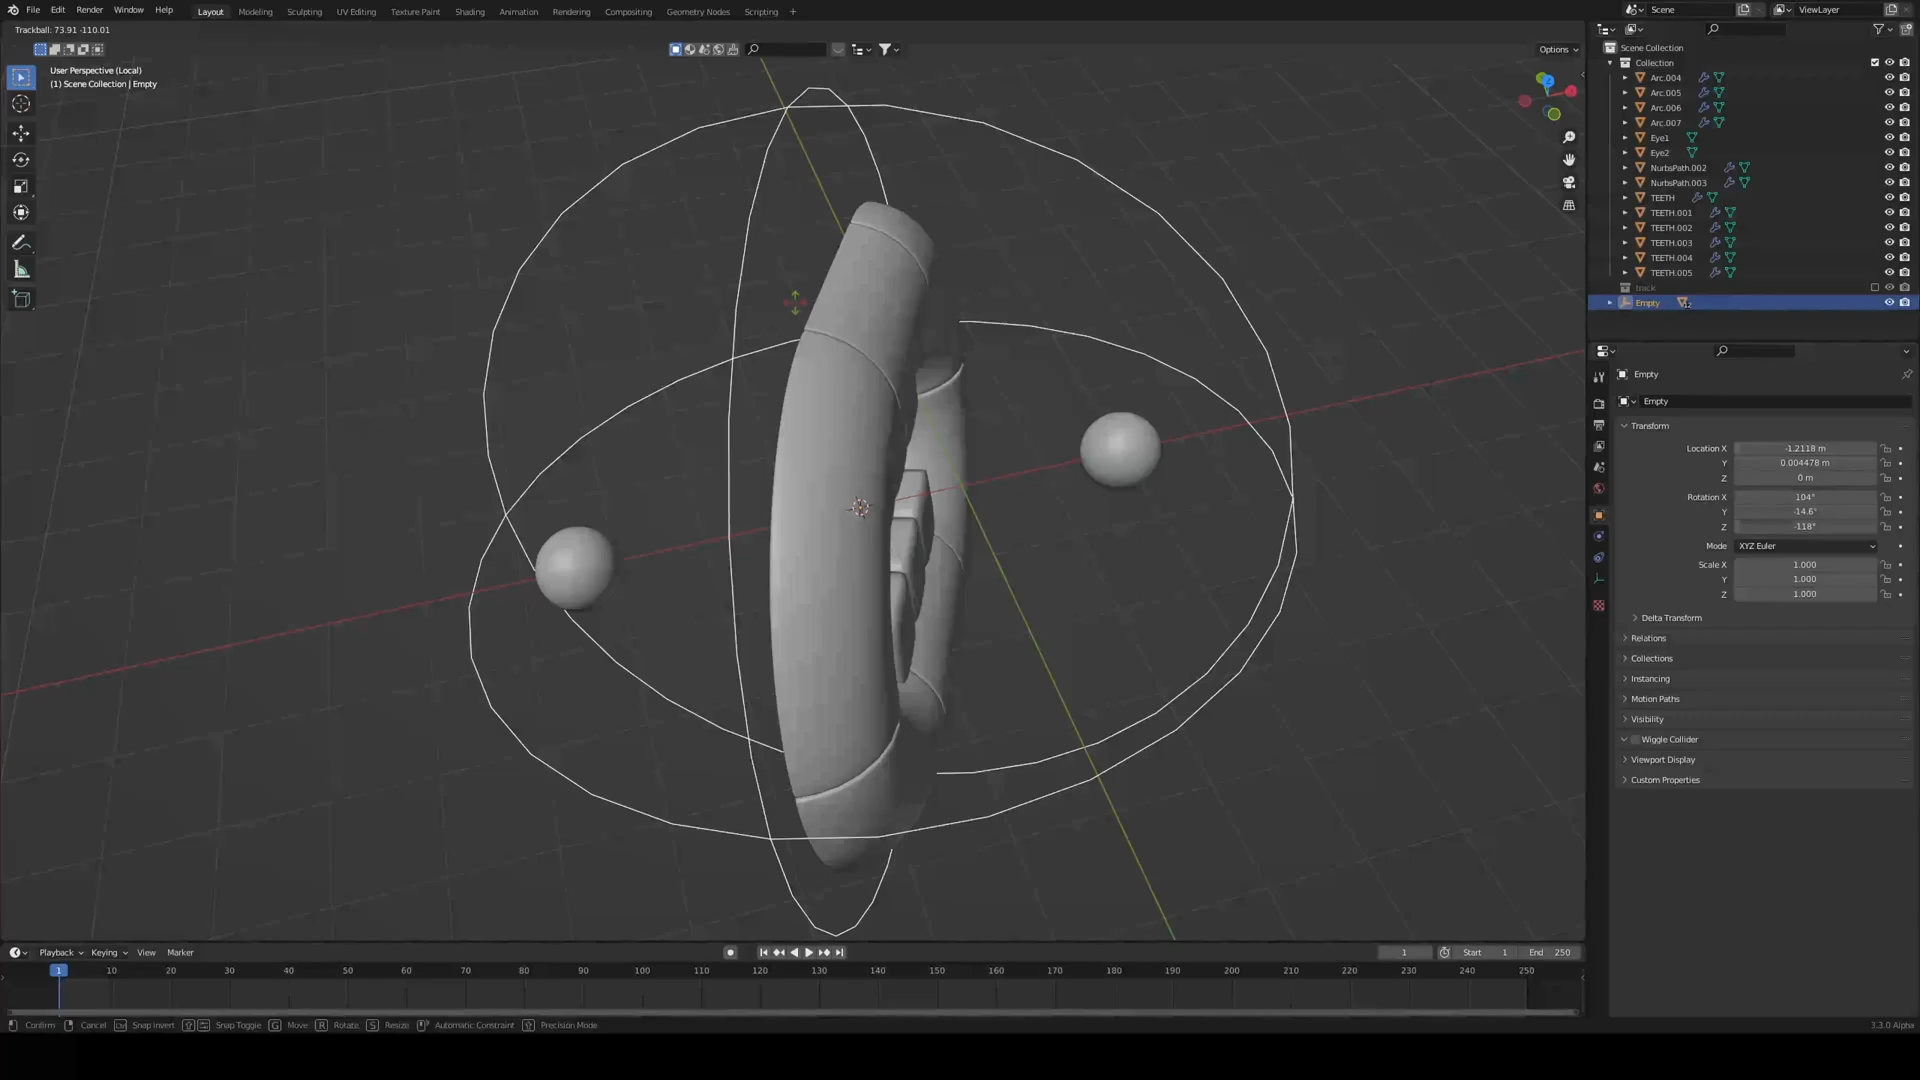 File Edit Render Window Help Layout Modeling Sculpting UV Editing Texture Paint Shading Animation Rendering Compositing Geometry Nodes Scripting + Scene ViewLayer
Trackball: 73.91 -110.01
Options
User Perspective (Local)
(1) Scene Collection | Empty
Scene Collection
Collection
Arc.004
Arc.005
Arc.006
Arc.007
Eye1
Eye2
NurbsPath.002
NurbsPath.003
TEETH
TEETH.001
TEETH.002
TEETH.003
TEETH.004
TEETH.005
track
Empty
Empty
Empty
Transform
Location X -1.2118 m
Y 0.004478 m
Z 0 m
Rotation X 104°
Y -14.6°
Z -118°
Mode XYZ Euler
Scale X 1.000
Y 1.000
Z 1.000
Delta Transform
Relations
Collections
Instancing
Motion Paths
Visibility
Wiggle Collider
Viewport Display
Custom Properties
Playback Keying View Marker 1 Start 1 End 250
1 10 20 30 40 50 60 70 80 90 100 110 120 130 140 150 160 170 180 190 200 210 220 230 240 250
Confirm Cancel Ctrl Snap Invert Snap Toggle G Move R Rotate S Resize Automatic Constraint Precision Mode 3.3.0 Alpha